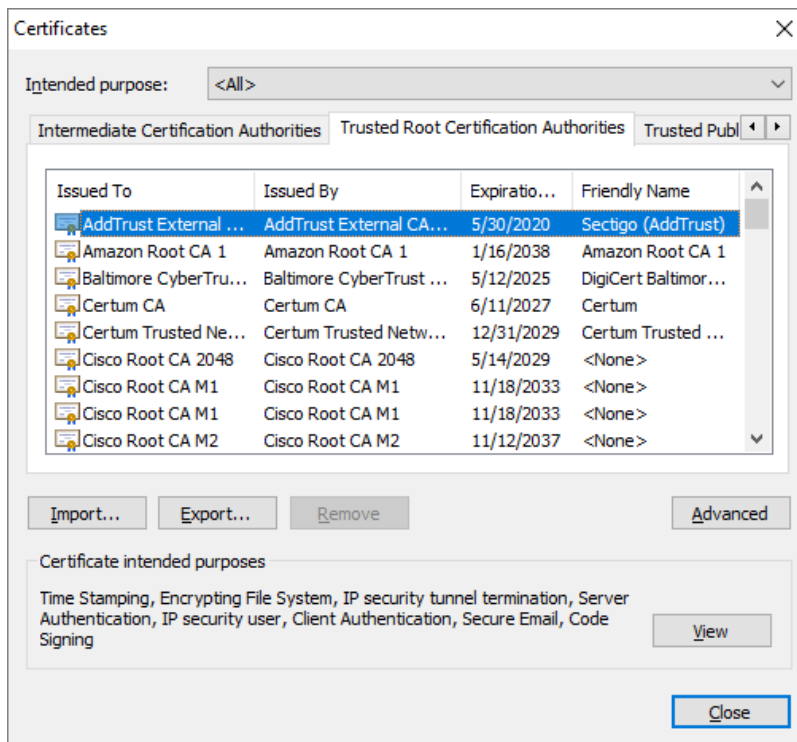 Certificates
Intended purpose: <All>
Intermediate Certification Authorities Trusted Root Certification Authorities Trusted Publ
Issued To Issued By Expiratio... Friendly Name
AddTrust External ... AddTrust External CA... 5/30/2020 Sectigo (AddTrust)
Amazon Root CA 1 Amazon Root CA 1 1/16/2038 Amazon Root CA 1
Baltimore CyberTru... Baltimore CyberTrust ... 5/12/2025 DigiCert Baltimor...
Certum CA Certum CA 6/11/2027 Certum
Certum Trusted Ne... Certum Trusted Netw... 12/31/2029 Certum Trusted ...
Cisco Root CA 2048 Cisco Root CA 2048 5/14/2029 <None>
Cisco Root CA M1 Cisco Root CA M1 11/18/2033 <None>
Cisco Root CA M1 Cisco Root CA M1 11/18/2033 <None>
Cisco Root CA M2 Cisco Root CA M2 11/12/2037 <None>
Import... Export... Remove Advanced
Certificate intended purposes
Time Stamping, Encrypting File System, IP security tunnel termination, Server
Authentication, IP security user, Client Authentication, Secure Email, Code
Signing
View
Close